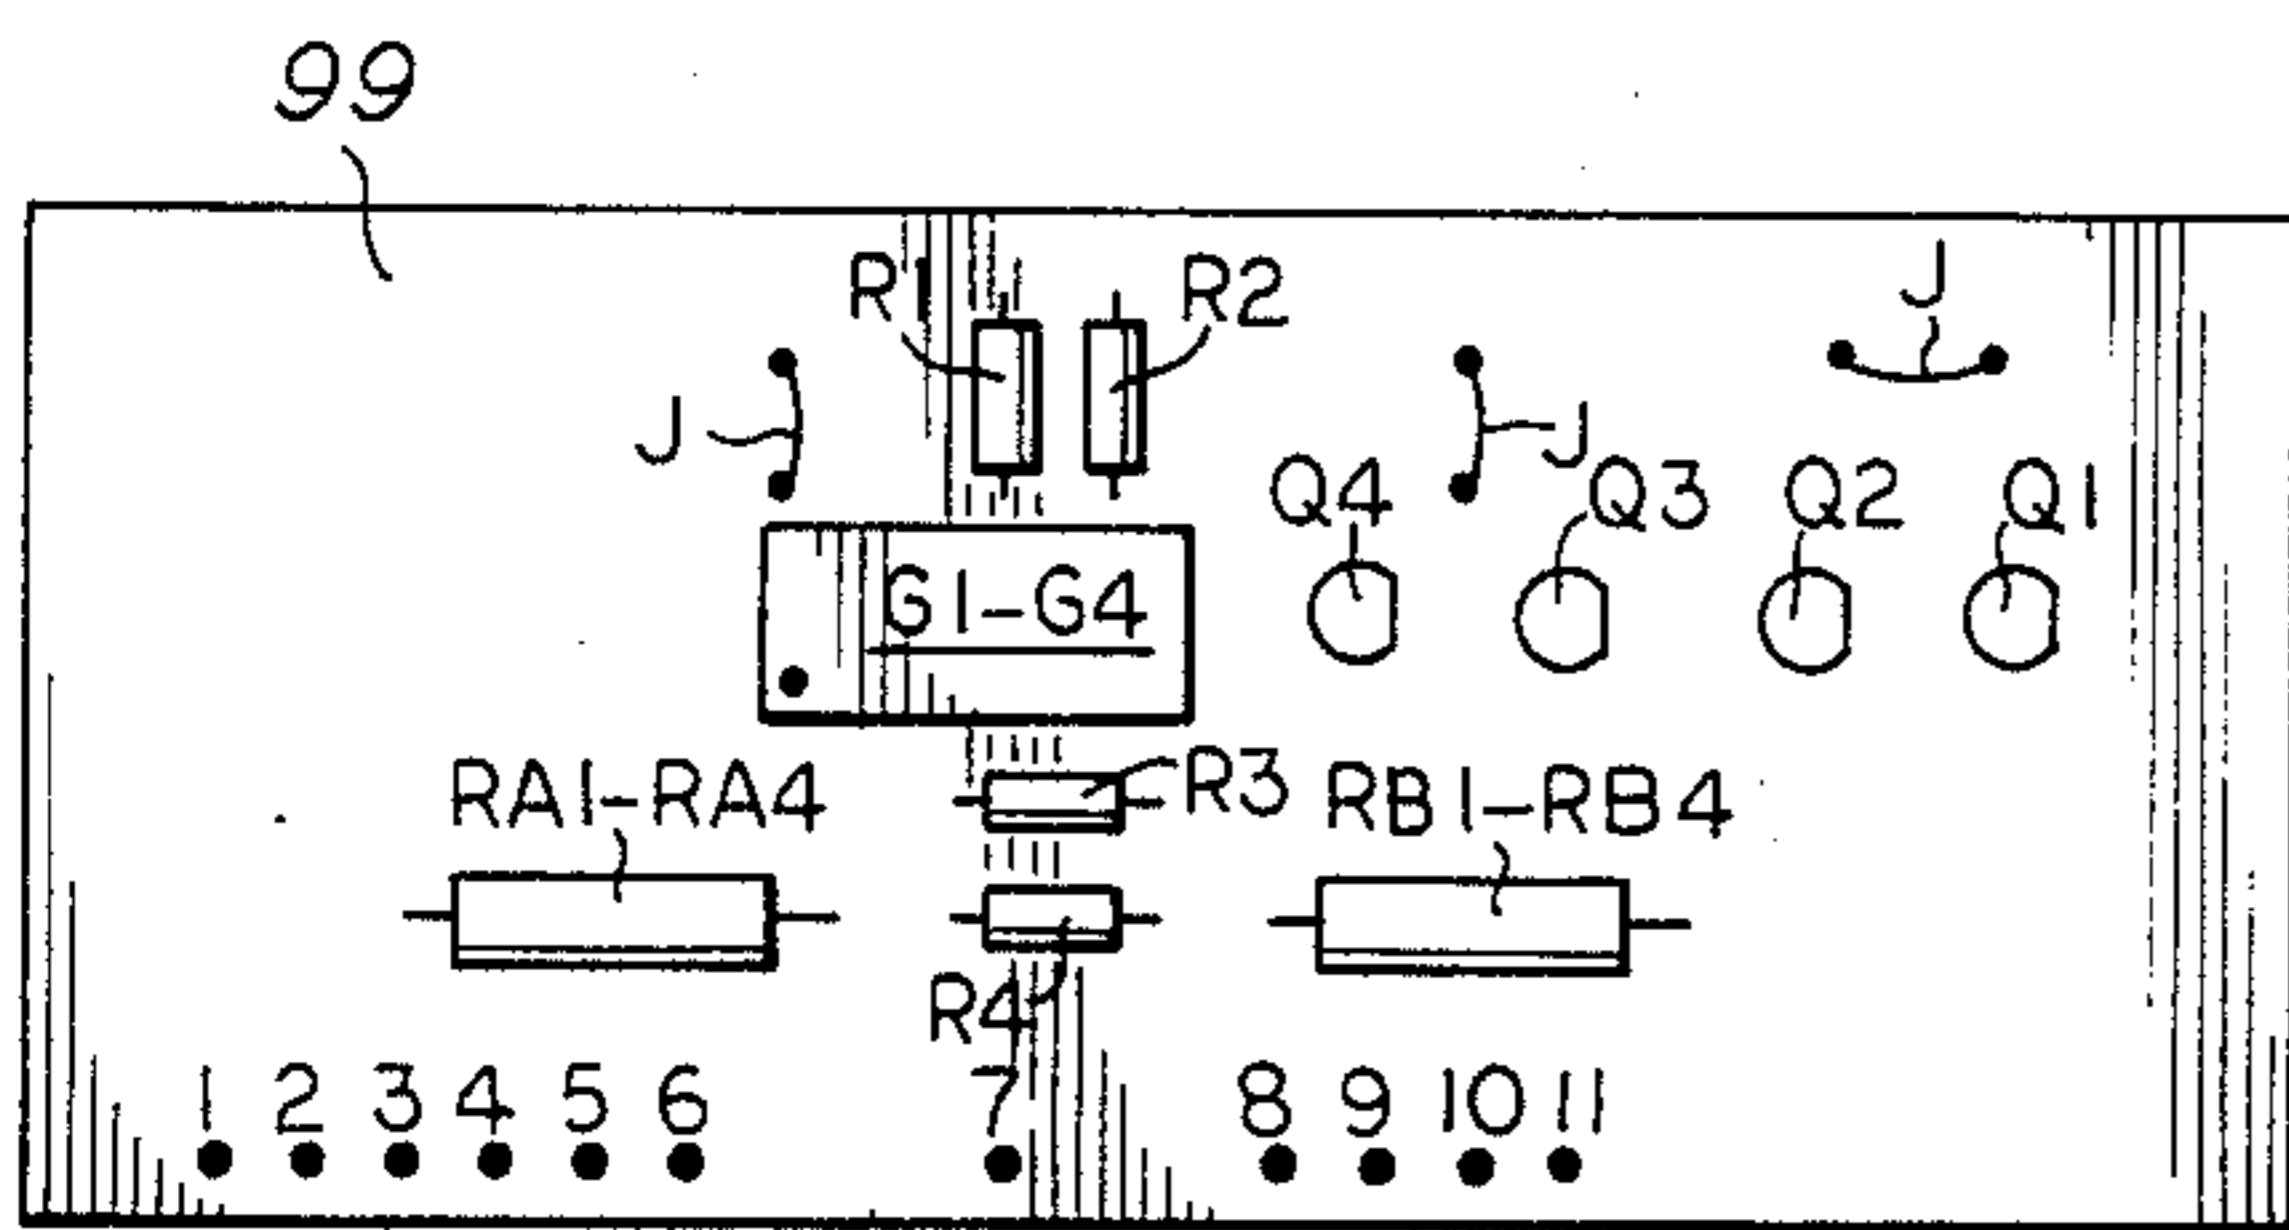 99
R1 R2 J
J J
Q4 Q3 Q2 Q1
G1-G4
RA1-RA4 R3 RB1-RB4
R4
1 2 3 4 5 6 7 8 9 10 11